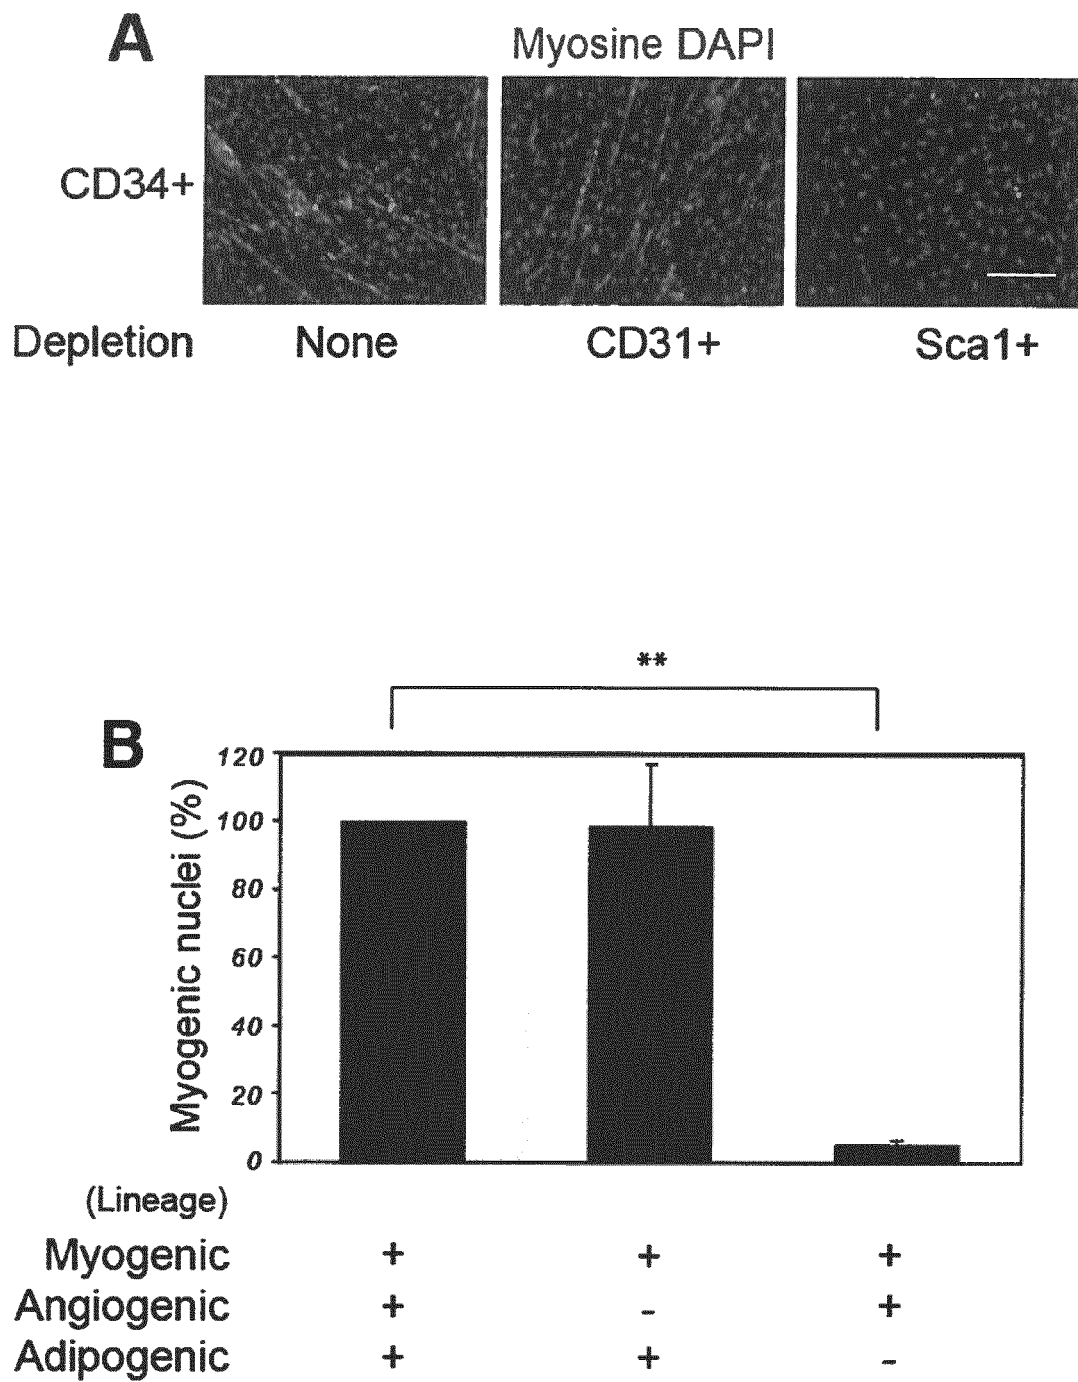 A
Myosine DAPI
CD34+
Depletion None CD31+ Sca1+
**
B
Myogenic nuclei (%)
120
100
80
60
40
20
0
(Lineage)
Myogenic + + +
Angiogenic + - +
Adipogenic + + -